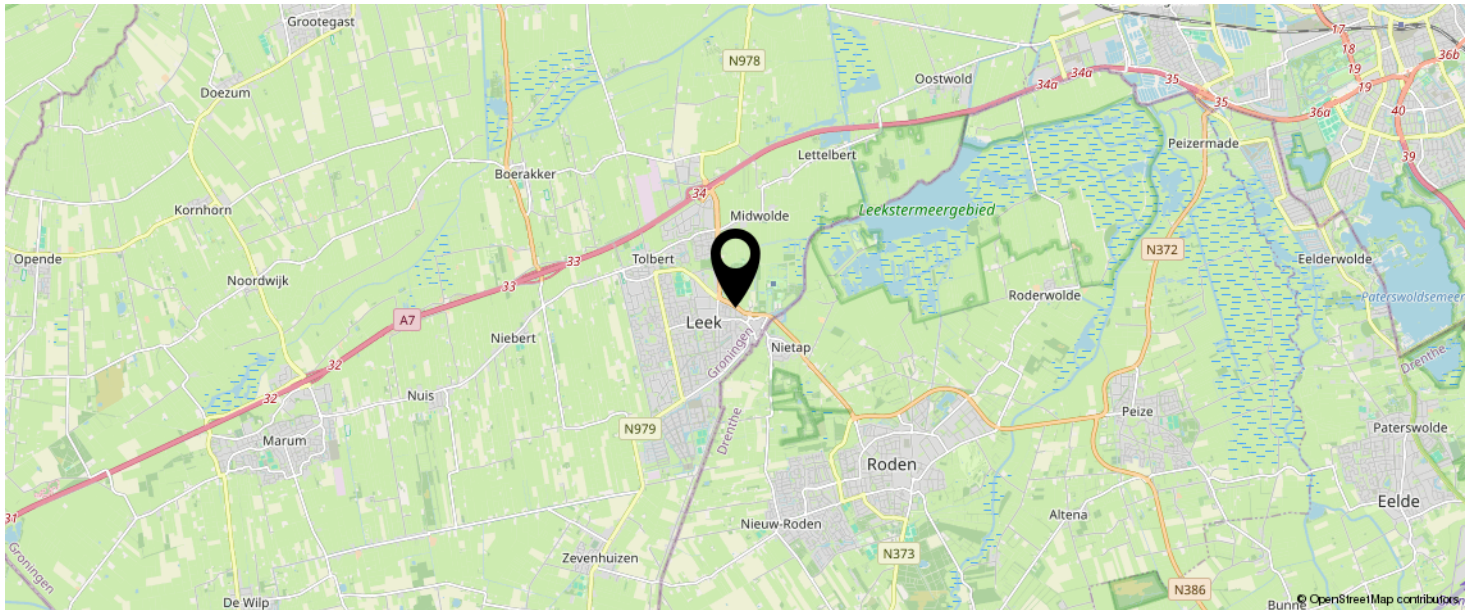 Grootegast
17
N978
18
36b
Oostwold
34a
34a
35
19
19
Doezum
35
40
36a
Peizermade
Lettelbert
39
Boerakker
34
Kornhorn
Midwolde
Leekstermeergebied
N372
Opende
Tolbert
33
Eelderwolde
Noordwijk
33
Roderwolde
Paterswoldsemeer
A7
Leek
Niebert
Nietap
Groningen
Drenthe
32
32
Nuis
Peize
Drenthe
N979
Paterswolde
Marum
Roden
Eelde
31
Altena
Nieuw-Roden
Groningen
Zevenhuizen
N373
N386
De Wilp
Bunne
© OpenStreetMap contributors